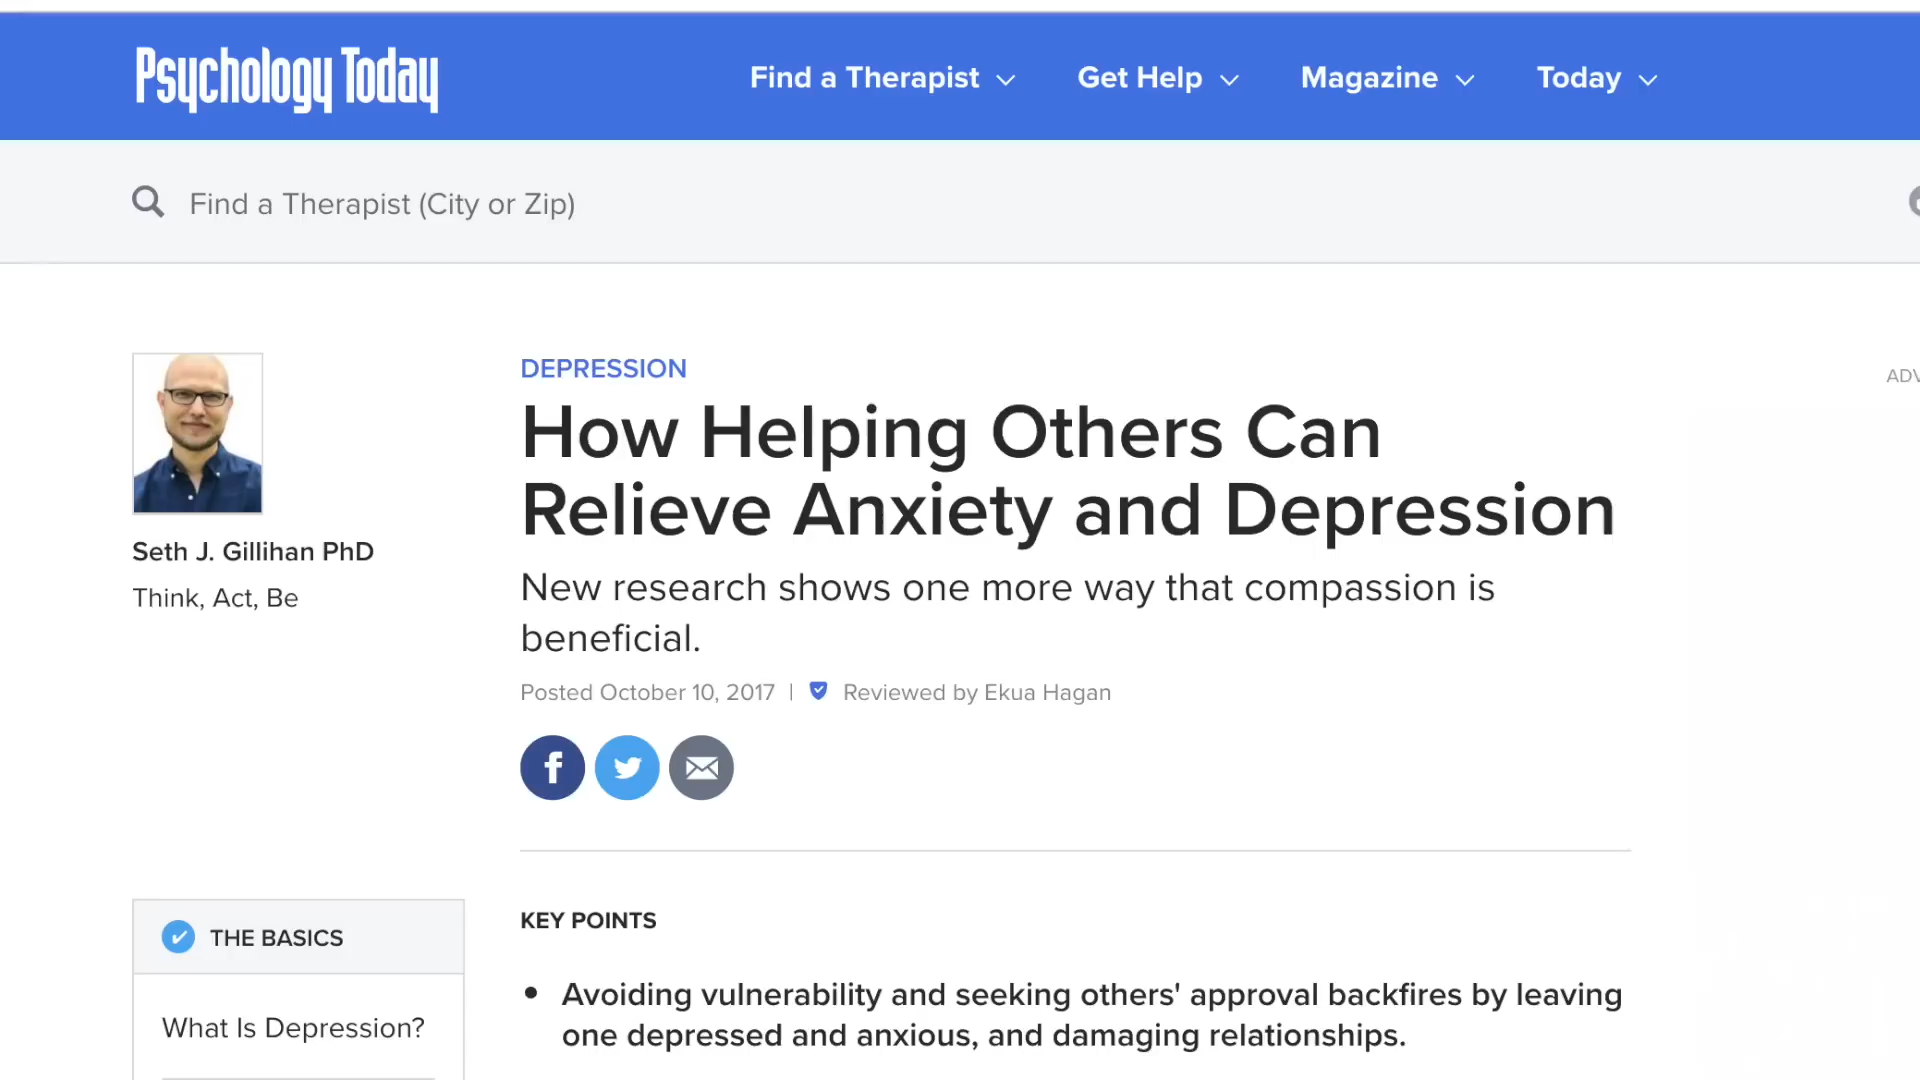 Psychology Today
Find a Therapist
Get Help
Magazine
Today
Find a Therapist (City or Zip)
Seth J. Gillihan PhD
Think, Act, Be
DEPRESSION
How Helping Others Can
Relieve Anxiety and Depression
New research shows one more way that compassion is
beneficial.
Posted October 10, 2017 | Reviewed by Ekua Hagan
THE BASICS
What Is Depression?
KEY POINTS
• Avoiding vulnerability and seeking others' approval backfires by leaving
one depressed and anxious, and damaging relationships.